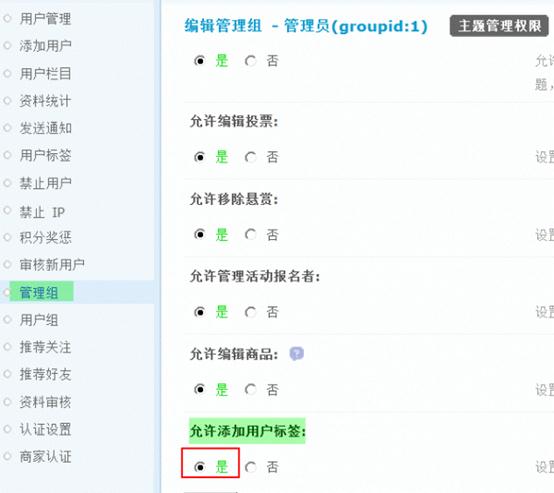 用户管理
添加用户
用户栏目
资料统计
发送通知
用户标签
禁止用户
禁止 IP
积分奖惩
审核新用户
管理组
用户组
推荐关注
推荐好友
资料审核
认证设置
商家认证
编辑管理组 - 管理员(groupid:1) 主题管理权限
是 否 允许
题，
允许编辑投票:
是 否 设置
允许移除悬赏:
是 否 设置
允许管理活动报名者:
是 否 设置
允许编辑商品: ?
是 否 设置
允许添加用户标签:
是 否 设置